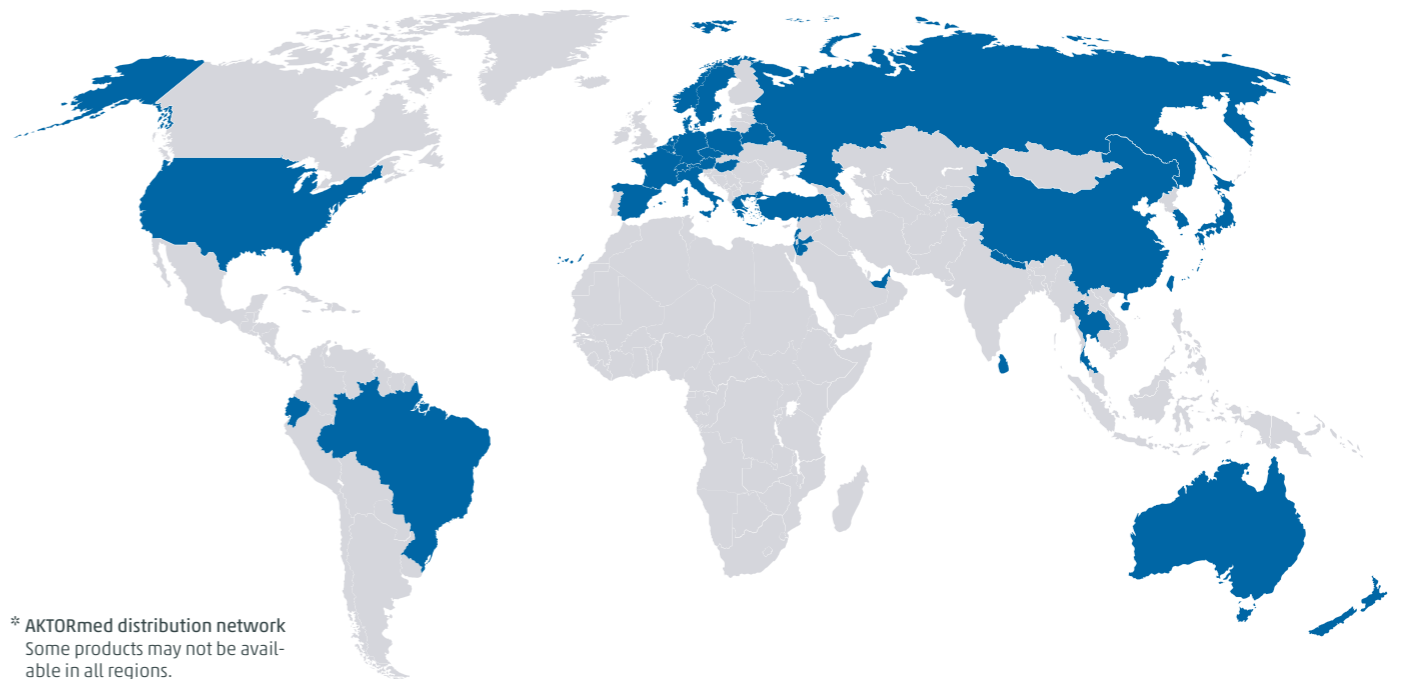 * AKTORmed distribution network
Some products may not be avail-
able in all regions.